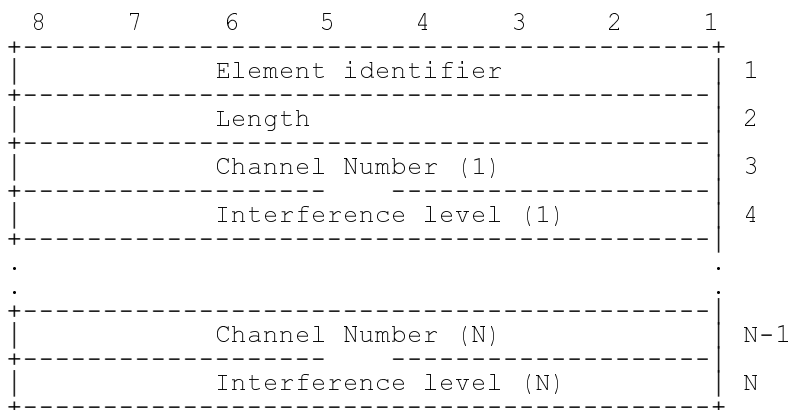 8 7 6 5 4 3 2 1
Element identifier 1
Length 2
Channel Number (1) 3
Interference level (1) 4
.
.
Channel Number (N) N-1
Interference level (N) N